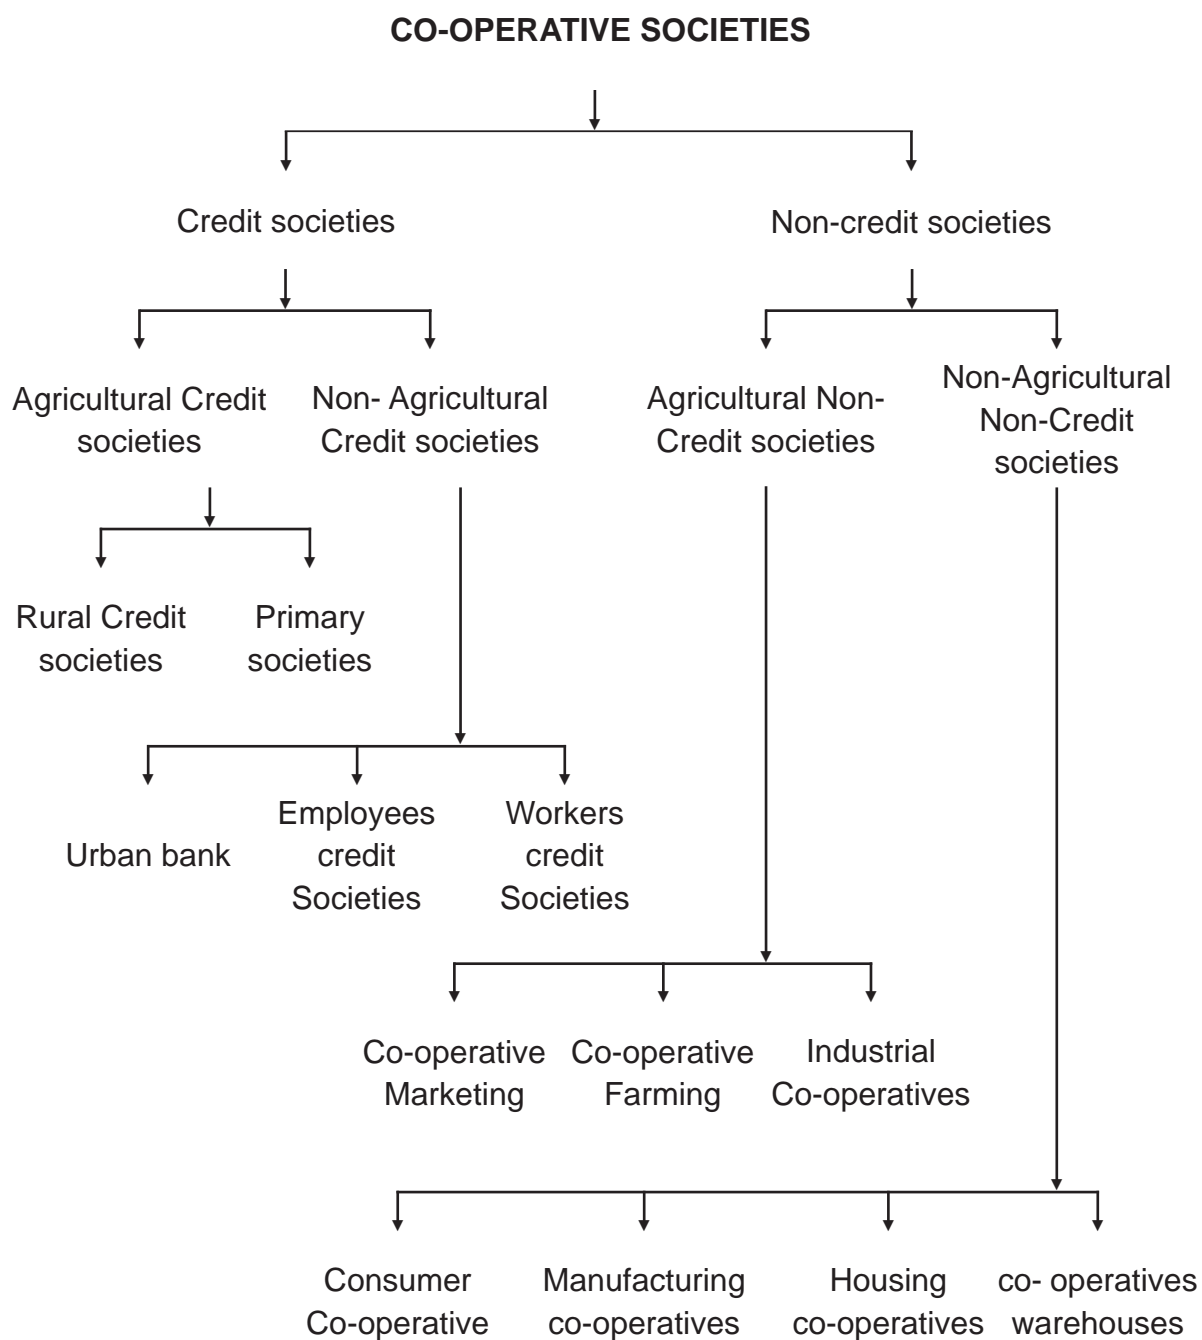 CO-OPERATIVE SOCIETIES
Credit societies
Non-credit societies
Agricultural Credit
societies
Non- Agricultural
Credit societies
Agricultural Non-
Credit societies
Non-Agricultural
Non-Credit
societies
Rural Credit
societies
Primary
societies
Urban bank
Employees
credit
Societies
Workers
credit
Societies
Co-operative
Marketing
Co-operative
Farming
Industrial
Co-operatives
Consumer
Co-operative
Manufacturing
co-operatives
Housing
co-operatives
co- operatives
warehouses